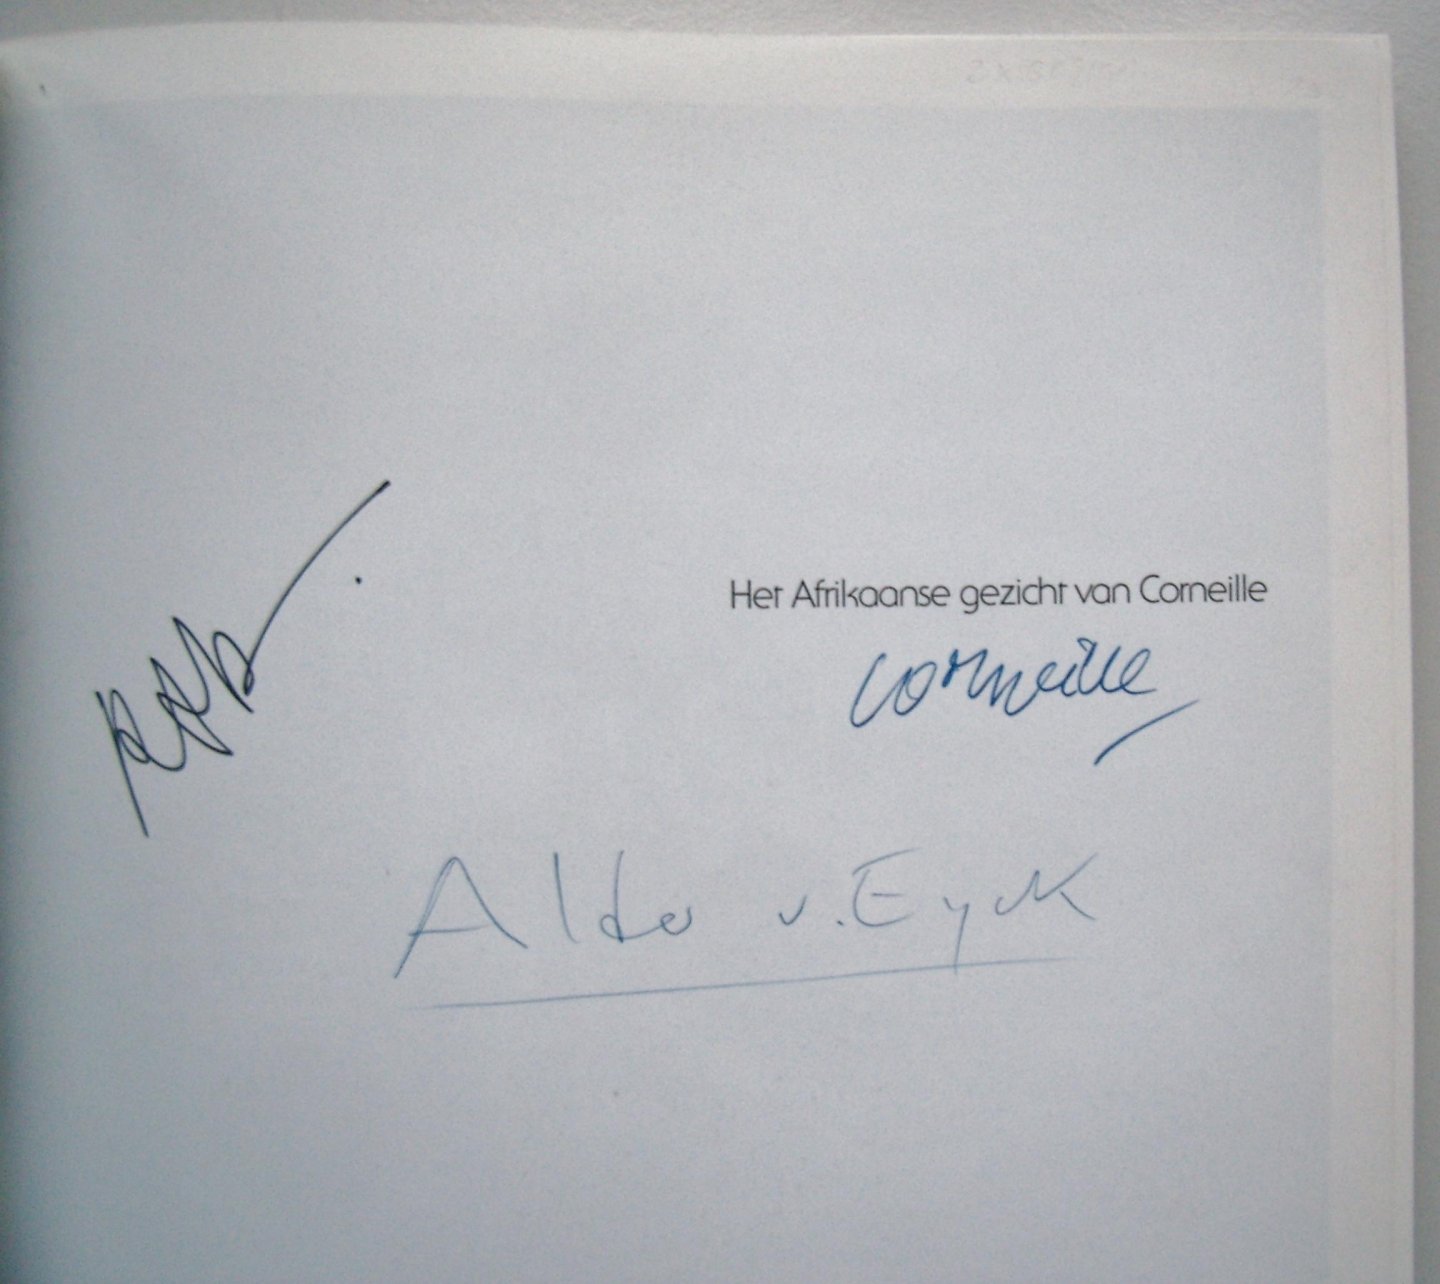 Het Afrikaanse gezicht van Corneille
Corneille
Aldo v. Eyck